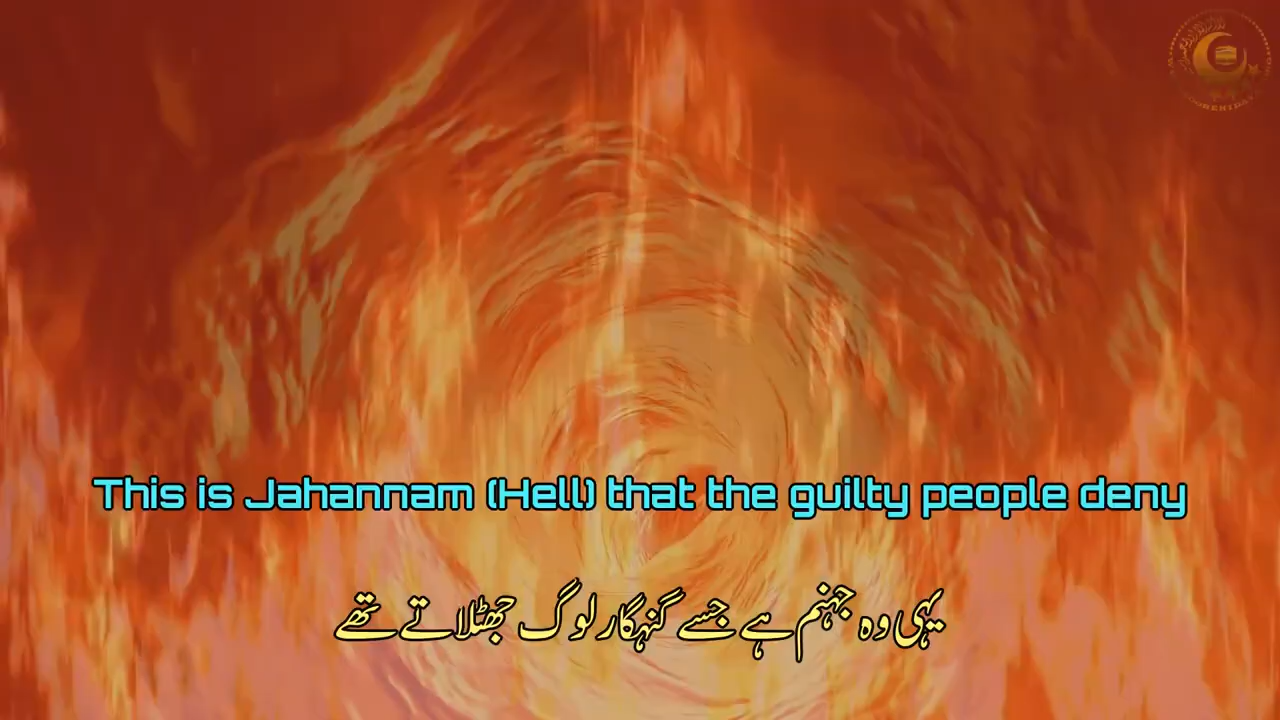 This is Jahannam (Hell) that the guilty people deny
یہی وہ جہنم ہے جسے گنہگار لوگ جھٹلاتے تھے